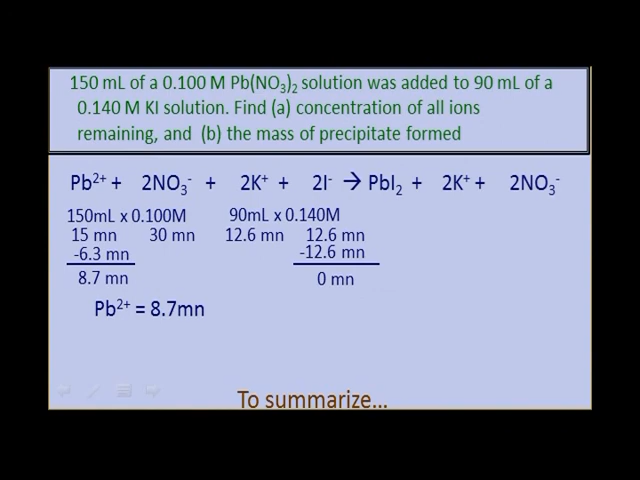 150 mL of a 0.100 M Pb(NO₃)₂ solution was added to 90 mL of a
0.140 M KI solution. Find (a) concentration of all ions
remaining, and (b) the mass of precipitate formed
Pb²⁺ + 2NO₃⁻ + 2K⁺ + 2I⁻ → PbI₂ + 2K⁺ + 2NO₃⁻
150mL x 0.100M 90mL x 0.140M
15 mn 30 mn 12.6 mn 12.6 mn
-6.3 mn -12.6 mn
8.7 mn 0 mn
Pb²⁺ = 8.7mn
To summarize...